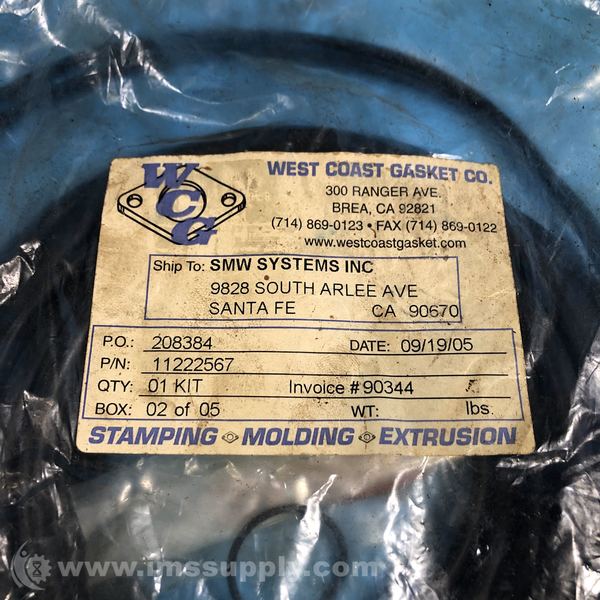 WCG
WEST COAST GASKET CO.
300 RANGER AVE.
BREA, CA 92821
(714) 869-0123 • FAX (714) 869-0122
www.westcoastgasket.com
Ship To: SMW SYSTEMS INC
9828 SOUTH ARLEE AVE
SANTA FE CA 90670
P.O.: 208384 DATE: 09/19/05
P/N: 11222567
QTY: 01 KIT Invoice # 90344
BOX: 02 of 05 WT: lbs.
STAMPING MOLDING EXTRUSION
www.imssupply.com